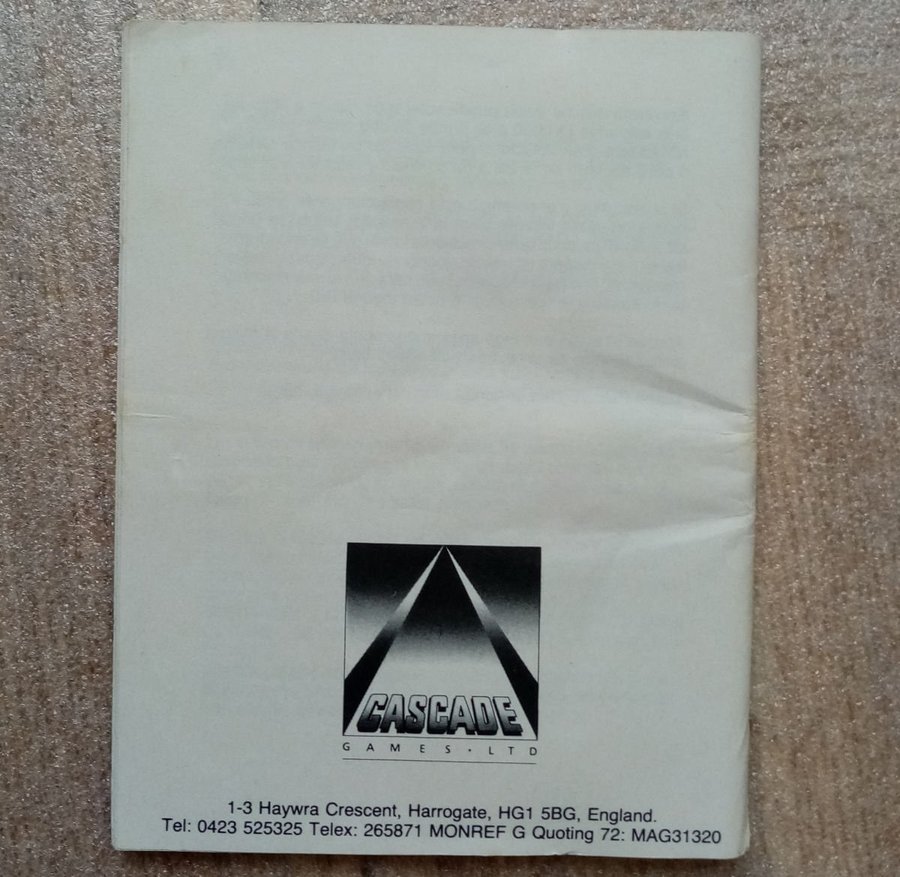 CASCADE
GAMES · LTD
1-3 Haywra Crescent, Harrogate, HG1 5BG, England.
Tel: 0423 525325 Telex: 265871 MONREF G Quoting 72: MAG31320